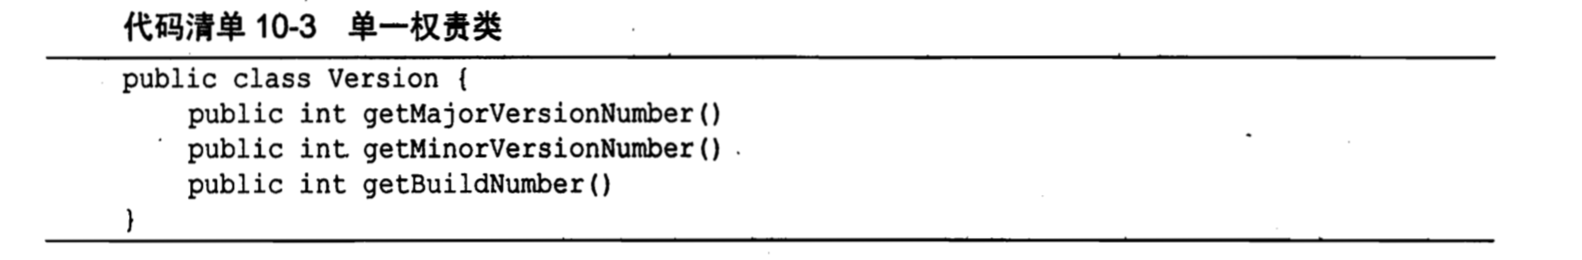 代码清单 10-3 单一权责类
public class Version {
    public int getMajorVersionNumber()
    public int getMinorVersionNumber()
    public int getBuildNumber()
}